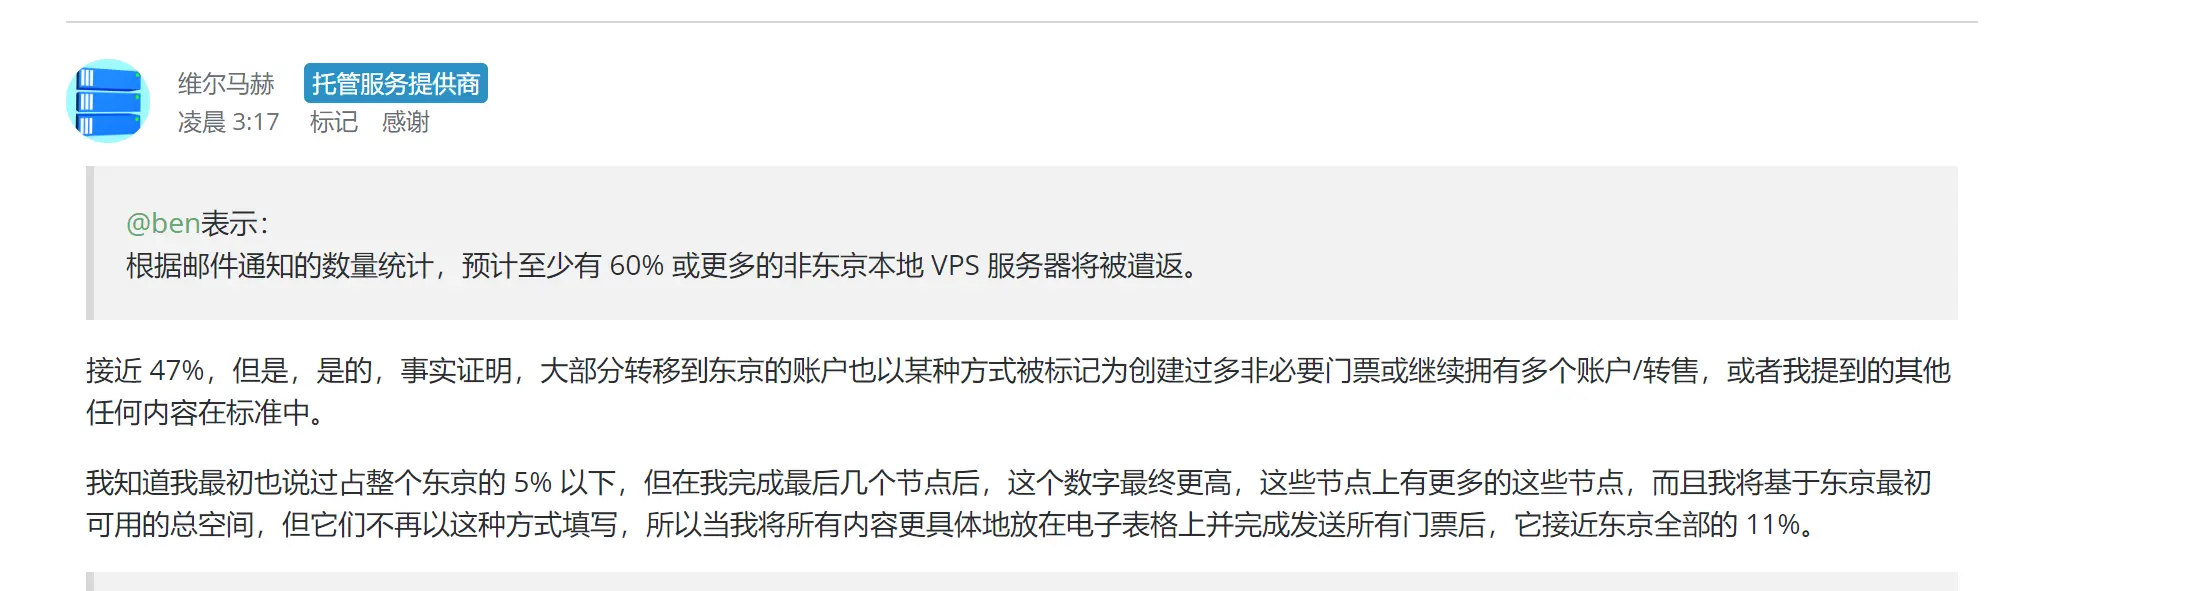 维尔马赫 托管服务提供商
凌晨 3:17 标记 感谢
@ben表示：
根据邮件通知的数量统计，预计至少有 60% 或更多的非东京本地 VPS 服务器将被遣返。
接近 47%，但是，是的，事实证明，大部分转移到东京的账户也以某种方式被标记为创建过多非必要门票或继续拥有多个账户/转售，或者我提到的其他
任何内容在标准中。
我知道我最初也说过占整个东京的 5% 以下，但在我完成最后几个节点后，这个数字最终更高，这些节点上有更多的这些节点，而且我将基于东京最初
可用的总空间，但它们不再以这种方式填写，所以当我将所有内容更具体地放在电子表格上并完成发送所有门票后，它接近东京全部的 11%。